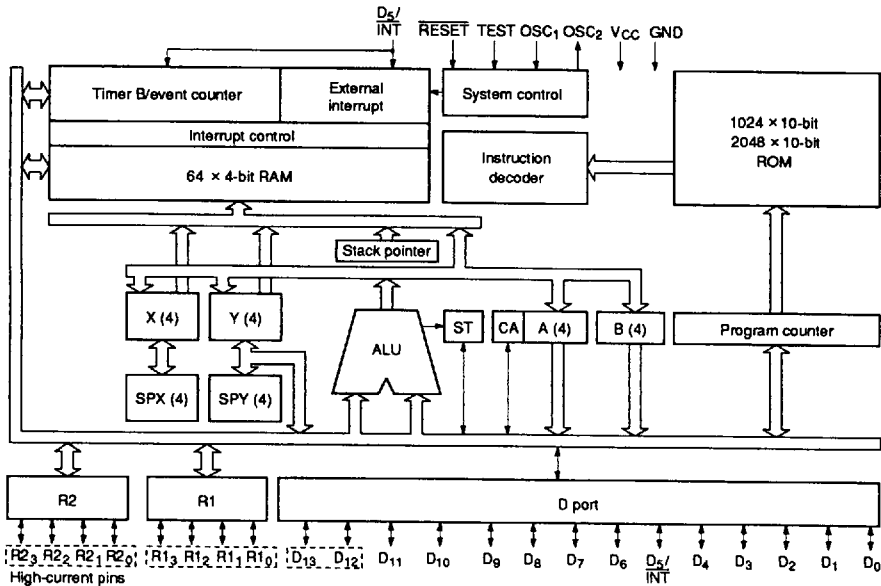 D5/
INT RESET TEST OSC1 OSC2 VCC GND
Timer B/event counter
External
interrupt
System control
1024 × 10-bit
2048 × 10-bit
ROM
Interrupt control
Instruction
decoder
64 × 4-bit RAM
Stack pointer
X (4)
Y (4)
ALU
ST
CA
A (4)
B (4)
Program counter
SPX (4)
SPY (4)
R2
R1
D port
R23 R22 R21 R20 R13 R12 R11 R10 D13 D12 D11 D10 D9 D8 D7 D6 D5/ D4 D3 D2 D1 D0
INT
High-current pins